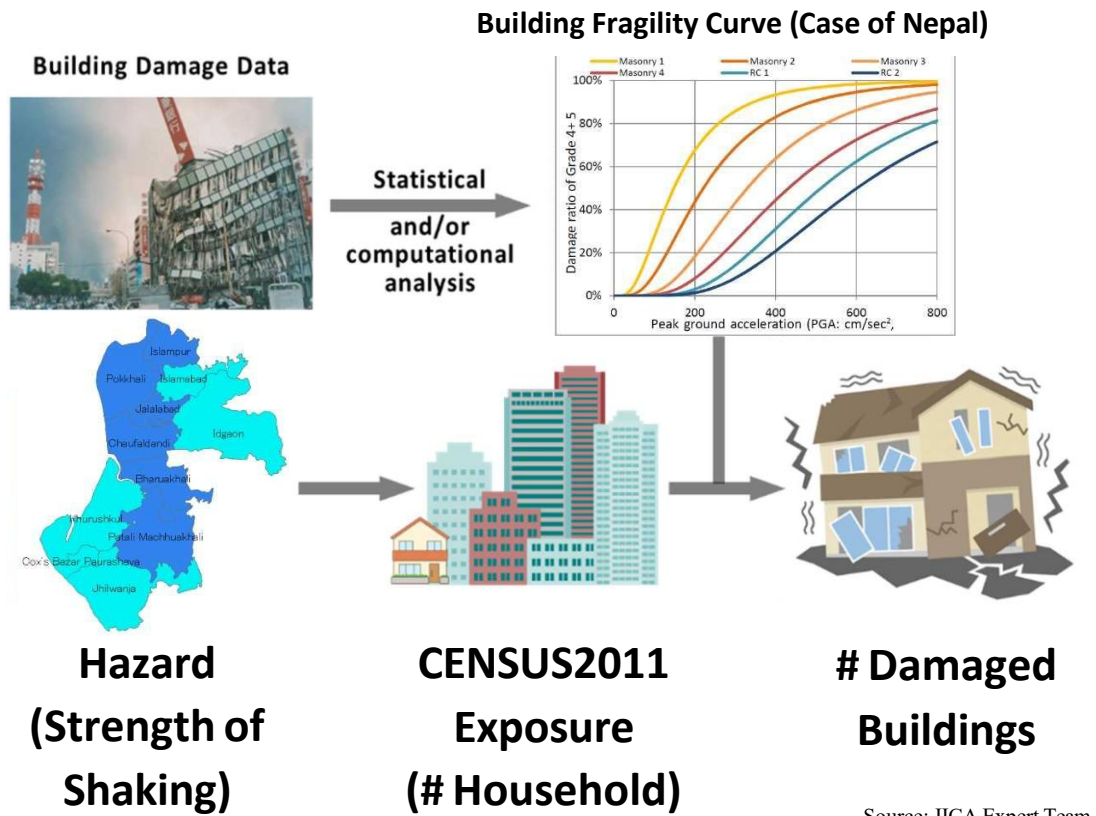 Building Fragility Curve (Case of Nepal)
Building Damage Data
Masonry 1
Masonry 2
Masonry 3
Masonry 4
RC 1
RC 2
Damage ratio of Grade 4+ 5
100%
80%
60%
40%
20%
0%
0
200
400
600
800
Peak ground acceleration (PGA: cm/sec²,
Statistical
and/or
computational
analysis
Islampur
Pokkhali
Islamabad
Jalalabad
Idgaon
Chaufaldandi
Bharuakhali
Khurushkul
Patali Machhuakhali
Cox's Bazar Paurashava
Jhilwanja
Hazard
(Strength of
Shaking)
CENSUS2011
Exposure
(# Household)
# Damaged
Buildings
Source: JICA Expert Team